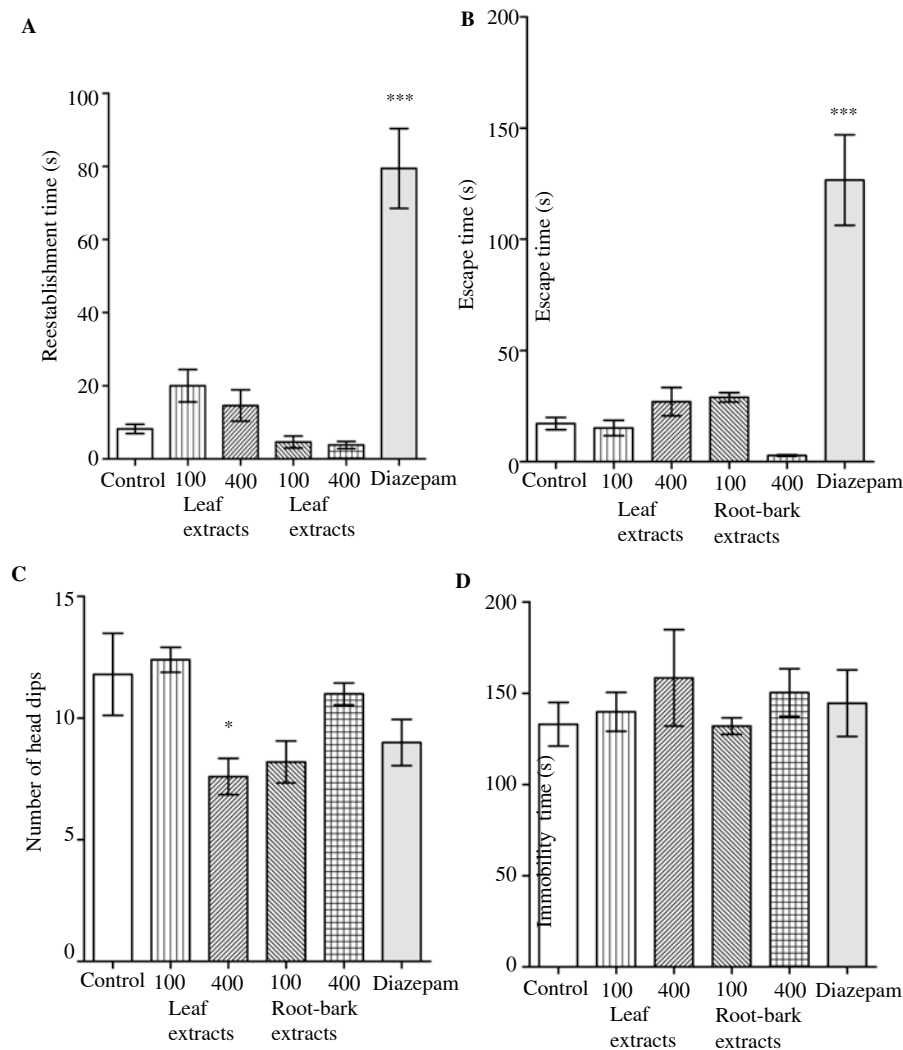 A
Reestablishment time (s)
100
80
60
40
20
0
***
Control 100 400 100 400 Diazepam
Leaf extracts
Leaf extracts
B
Escape time (s)
Escape time (s)
200
150
100
50
0
***
Control 100 400 100 400 Diazepam
Leaf extracts
Root-bark extracts
C
Number of head dips
15
10
5
0
*
Control 100 400 100 400 Diazepam
Leaf extracts
Root-bark extracts
D
Immobility time (s)
200
150
100
50
0
Control 100 400 100 400 Diazepam
Leaf extracts
Root-bark extracts